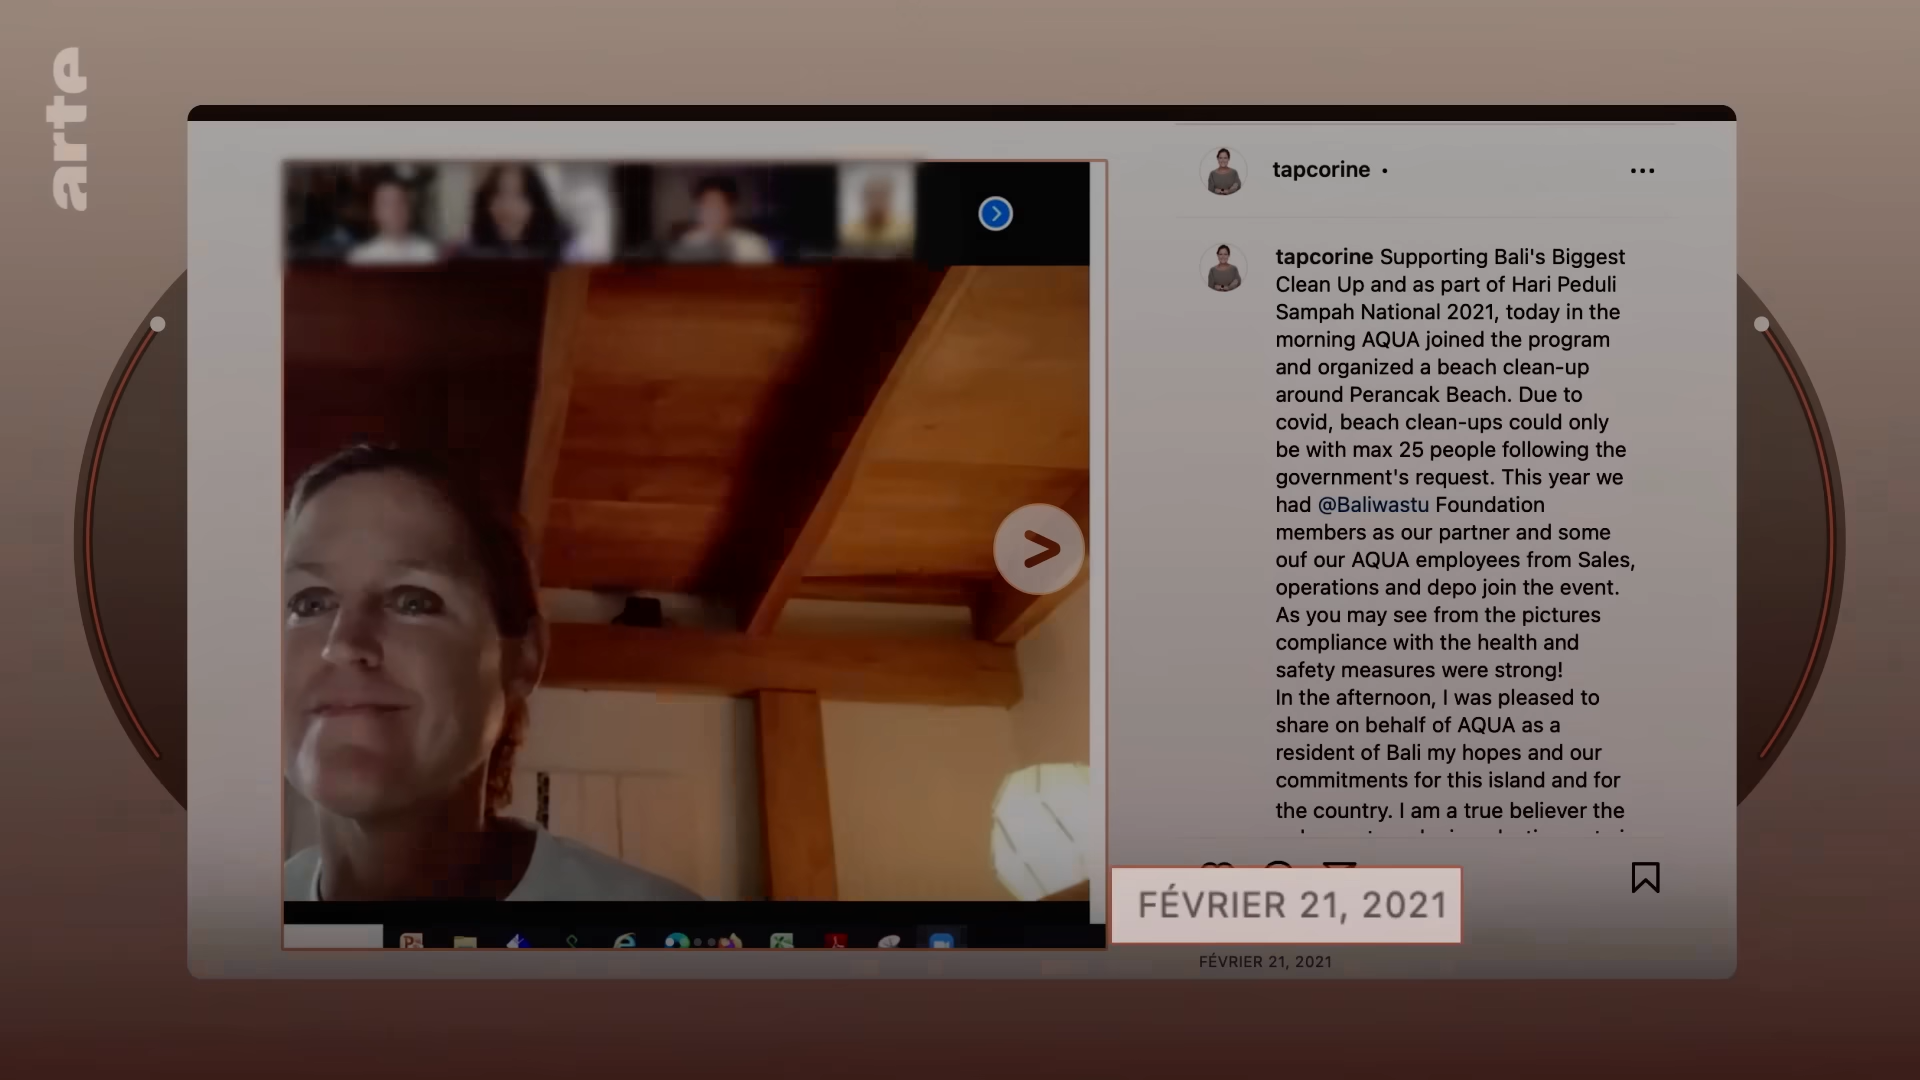 arte
tapcorine •
tapcorine Supporting Bali's Biggest
Clean Up and as part of Hari Peduli
Sampah National 2021, today in the
morning AQUA joined the program
and organized a beach clean-up
around Perancak Beach. Due to
covid, beach clean-ups could only
be with max 25 people following the
government's request. This year we
had @Baliwastu Foundation
members as our partner and some
ouf our AQUA employees from Sales,
operations and depo join the event.
As you may see from the pictures
compliance with the health and
safety measures were strong!
In the afternoon, I was pleased to
share on behalf of AQUA as a
resident of Bali my hopes and our
commitments for this island and for
the country. I am a true believer the
FÉVRIER 21, 2021
FÉVRIER 21, 2021